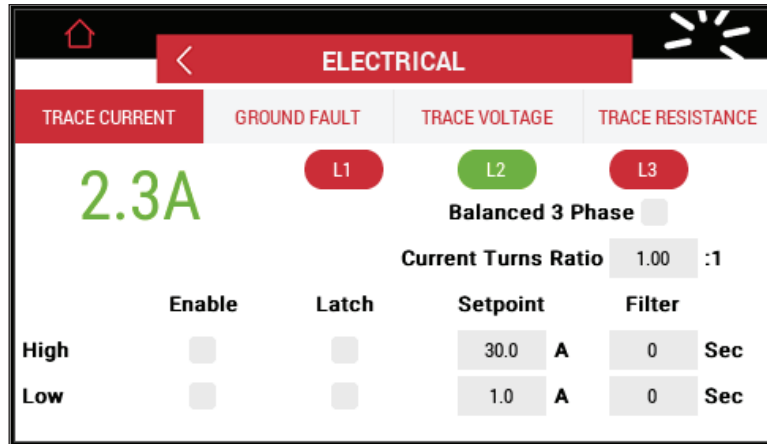 ELECTRICAL
TRACE CURRENT GROUND FAULT TRACE VOLTAGE TRACE RESISTANCE
2.3A L1 L2 L3
Balanced 3 Phase
Current Turns Ratio 1.00 :1
Enable Latch Setpoint Filter
High 30.0 A 0 Sec
Low 1.0 A 0 Sec